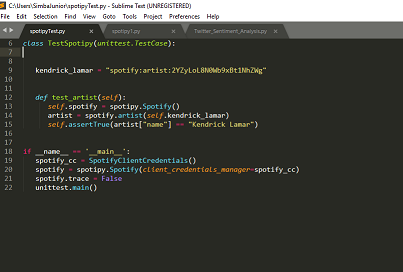 C:\Users\SimbaJunior\spotipyTest.py - Sublime Text (UNREGISTERED)
File Edit Selection Find View Goto Tools Project Preferences Help
spotipyTest.py x spotipy1.py x Twitter_Sentiment_Analysis.py x
6 class TestSpotipy(unittest.TestCase):
7
8
9 kendrick_lamar = "spotify:artist:2YZyLoL8N0Wb9xBt1NhZWg"
10
11
12 def test_artist(self):
13 self.spotify = spotipy.Spotify()
14 artist = spotify.artist(self.kendrick_lamar)
15 self.assertTrue(artist["name"] == "Kendrick Lamar")
16
17
18 if __name__ == '__main__':
19 spotify_cc = SpotifyClientCredentials()
20 spotify = spotipy.Spotify(client_credentials_manager=spotify_cc)
21 spotify.trace = False
22 unittest.main()